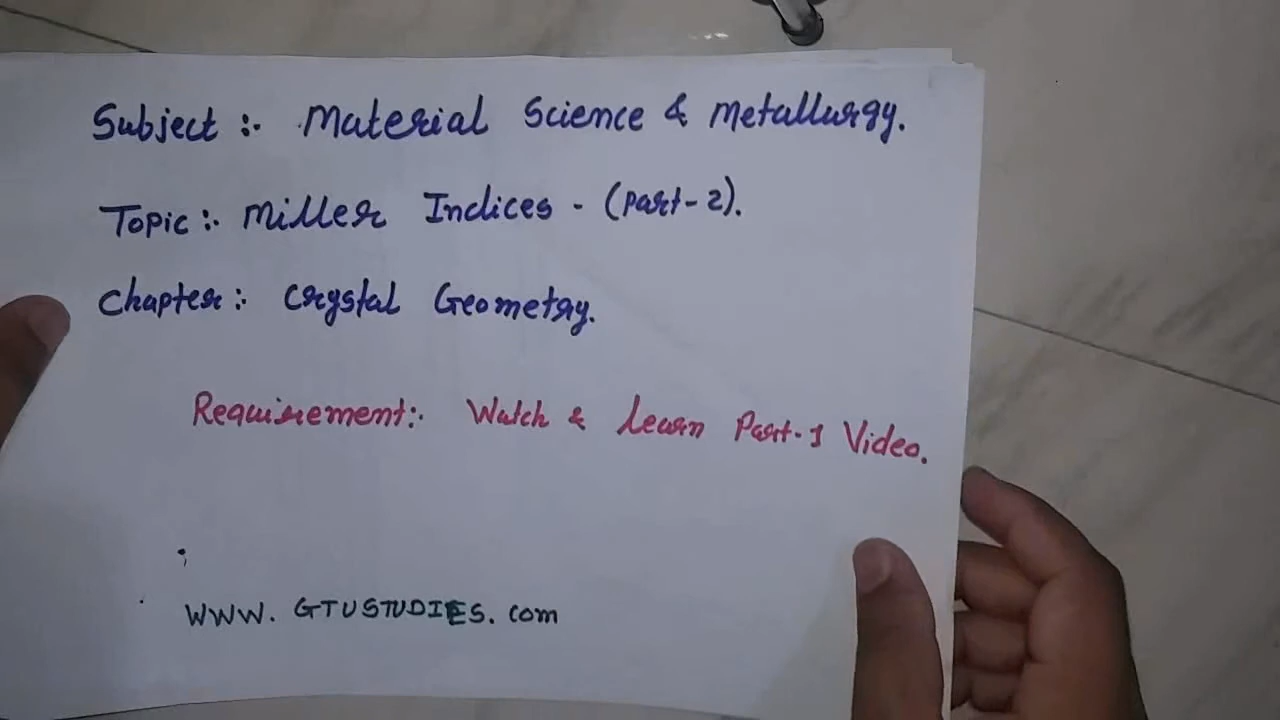 Subject :- Material Science & Metallurgy.
Topic :- Miller Indices - (Part-2).
Chapter :- Crystal Geometry.
Requirement :- Watch & Learn Part-1 Video.
WWW. GTUSTUDIES. com